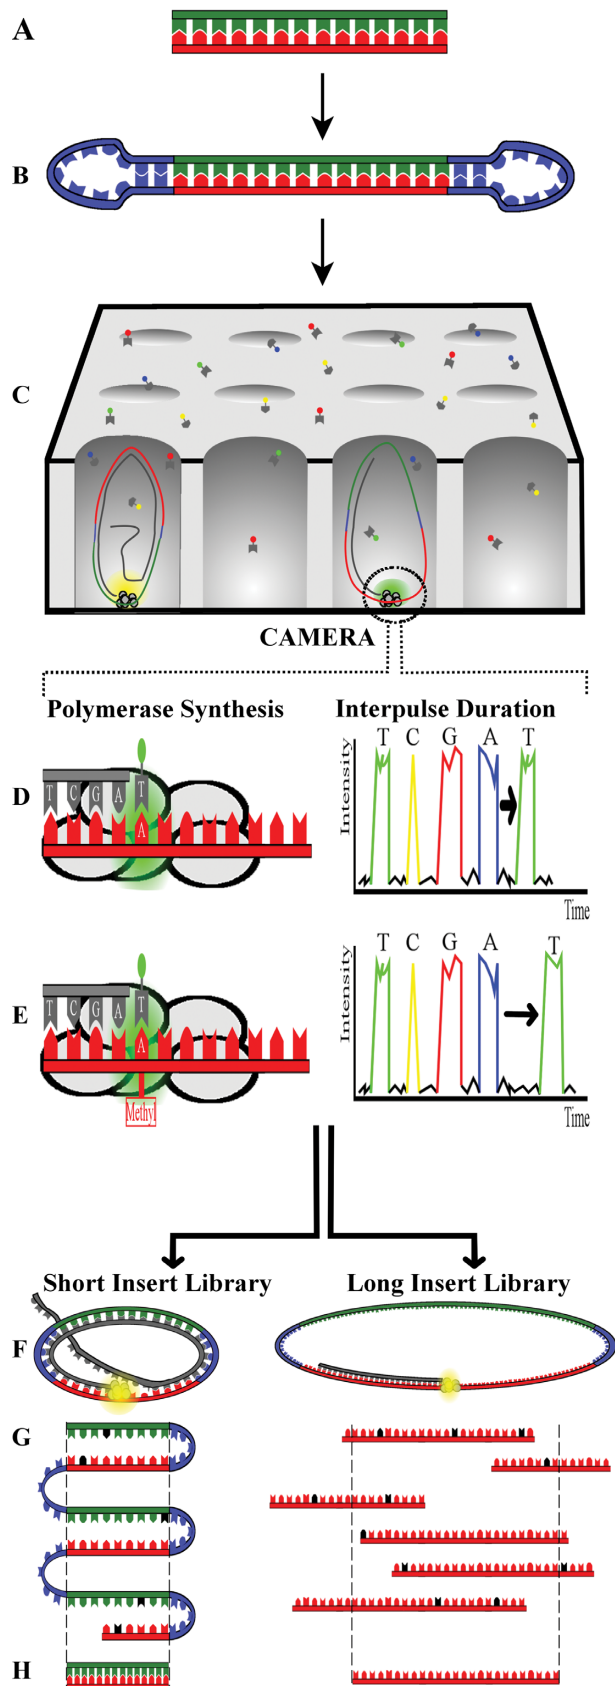 A
B
C
CAMERA
Polymerase Synthesis
Interpulse Duration
D
T C G A T
A
Intensity
T C G A T
Time
E
T C G A T
A
Methyl
Intensity
T C G A T
Time
Short Insert Library
Long Insert Library
F
G
H